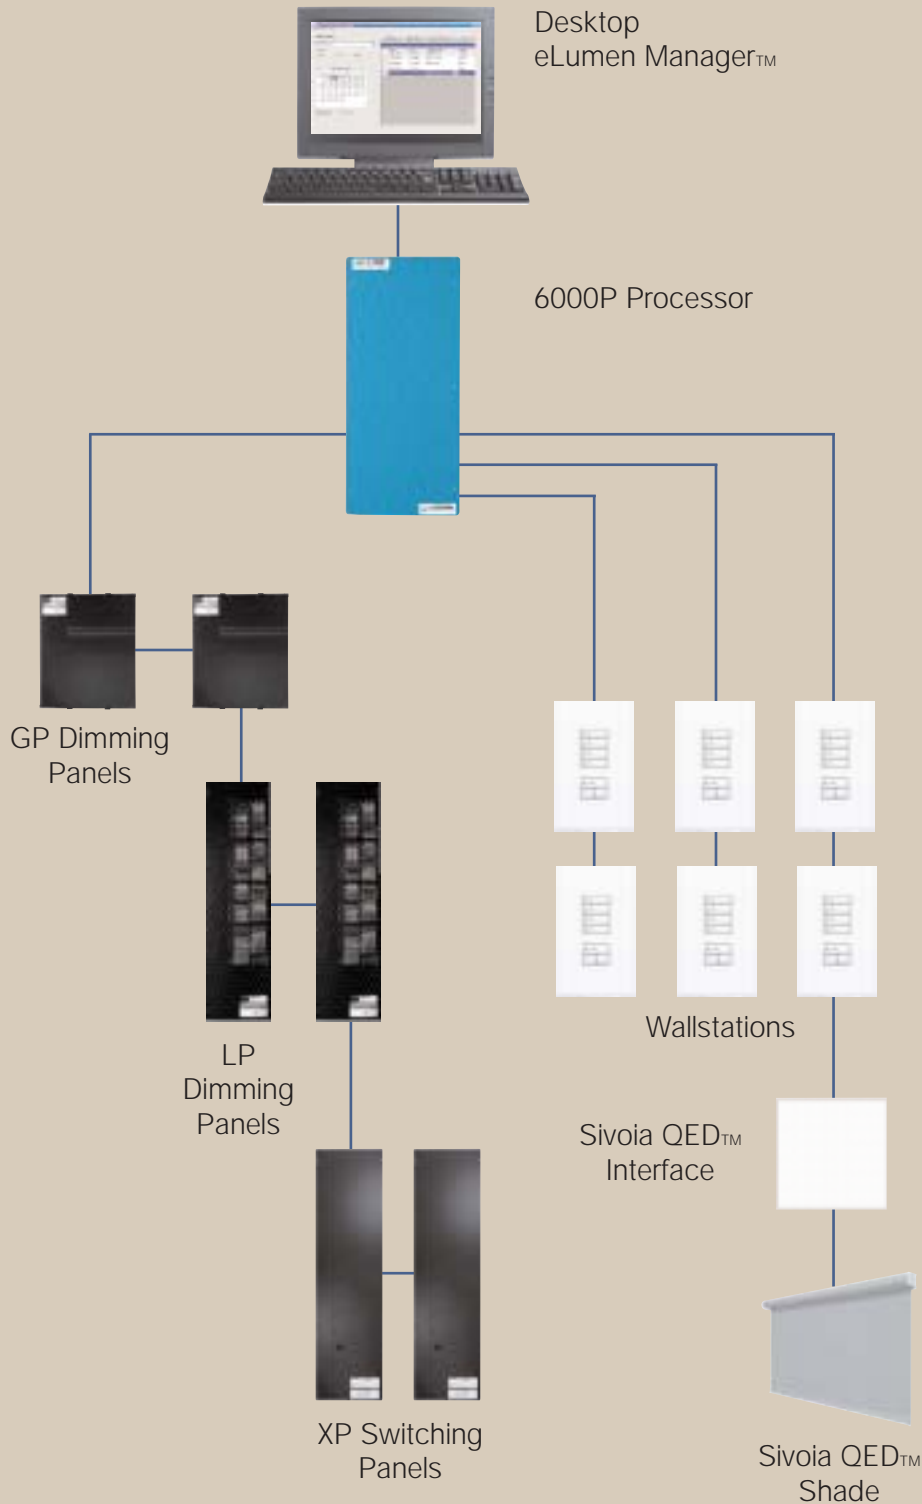 Desktop
eLumen Manager™
6000P Processor
GP Dimming
Panels
LP
Dimming
Panels
Wallstations
Sivoia QED™
Interface
XP Switching
Panels
Sivoia QED™
Shade